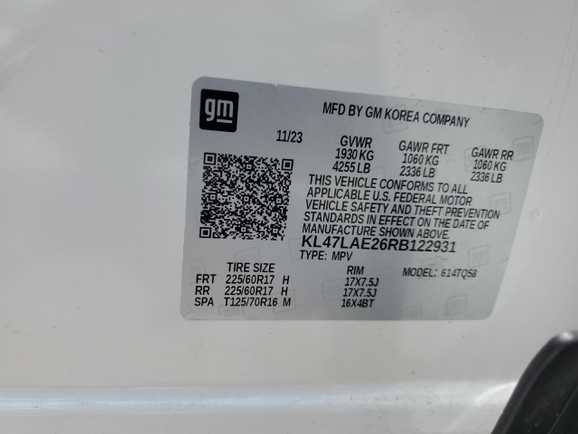 gm
MFD BY GM KOREA COMPANY
11/23
GVWR GAWR FRT GAWR RR
1930 KG 1060 KG 1060 KG
4255 LB 2336 LB 2336 LB
THIS VEHICLE CONFORMS TO ALL
APPLICABLE U.S. FEDERAL MOTOR
VEHICLE SAFETY AND THEFT PREVENTION
STANDARDS IN EFFECT ON THE DATE OF
MANUFACTURE SHOWN ABOVE.
KL47LAE26RB122931
TYPE: MPV
MODEL: 614TQ58
TIRE SIZE RIM
FRT 225/60R17 H 17X7.5J
RR 225/60R17 H 17X7.5J
SPA T125/70R16 M 16X4BT